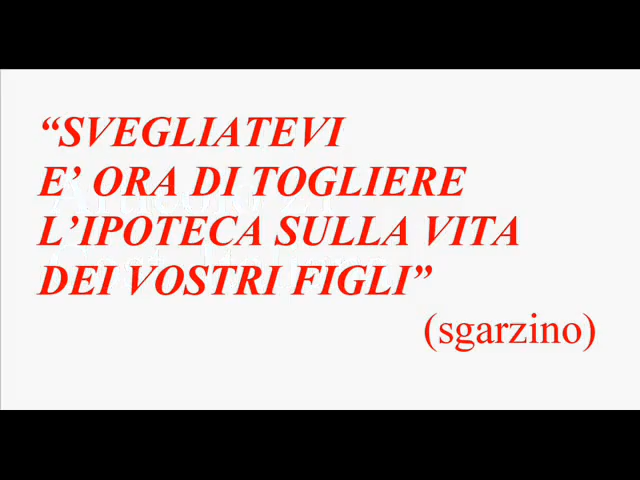 “SVEGLIATEVI
E’ ORA DI TOGLIERE
L’IPOTECA SULLA VITA
DEI VOSTRI FIGLI”
(sgarzino)